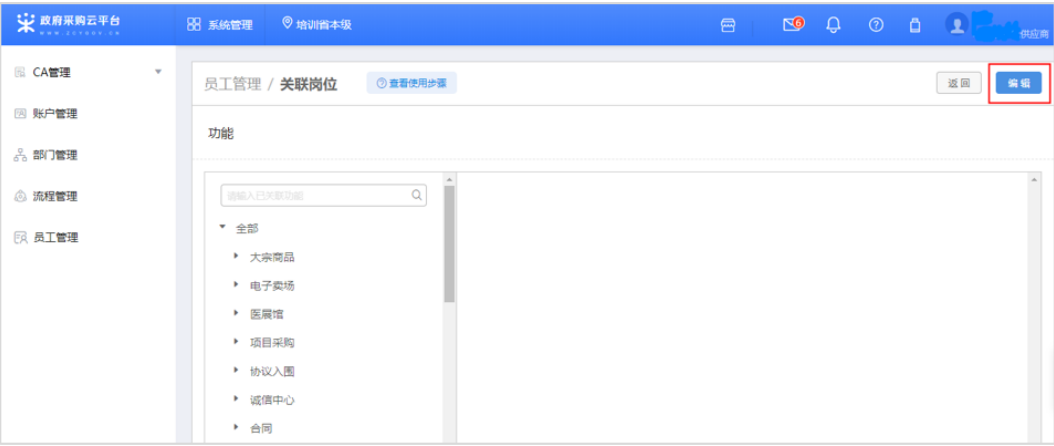 政府采购云平台 系统管理 培训省本级 6
WWW.ZCYGOV.CN
供应商
CA管理
账户管理
部门管理
流程管理
员工管理
员工管理 / 关联岗位 查看使用步骤 返回 编辑
功能
请输入已关联功能
全部
大宗商品
电子卖场
医展馆
项目采购
协议入围
诚信中心
合同